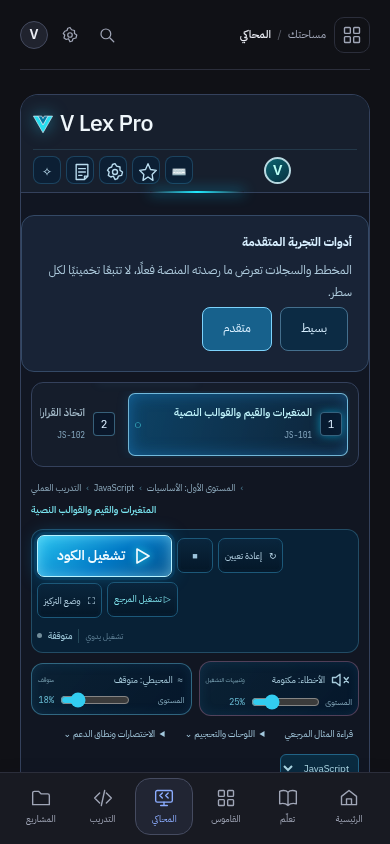 مساحتك / المحاكي
V
V Lex Pro
V
أدوات التجربة المتقدمة
المخطط والسجلات تعرض ما رصدته المنصة فعلًا، لا تتبعًا تخمينيًا لكل
سطر.
بسيط
متقدم
1 المتغيرات والقيم والقوالب النصية
JS-101
2 اتخاذ القرارا
JS-102
‹ المستوى الأول: الأساسيات ‹ JavaScript ‹ التدريب العملي
المتغيرات والقيم والقوالب النصية
تشغيل الكود
إعادة تعيين
تشغيل المرجع
وضع التركيز
تشغيل يدوي
متوقفة
الأخطاء: مكتومة
وتنبيهات التشغيل
المستوى 25%
المحيطي: متوقف
متوقف
المستوى 18%
قراءة المدار المرجعي
اللوحات والتحجيم
الاختصارات ونطاق الدعم
JavaScript
الرئيسية
تعلّم
القاموس
المحاكي
التدريب
المشاريع